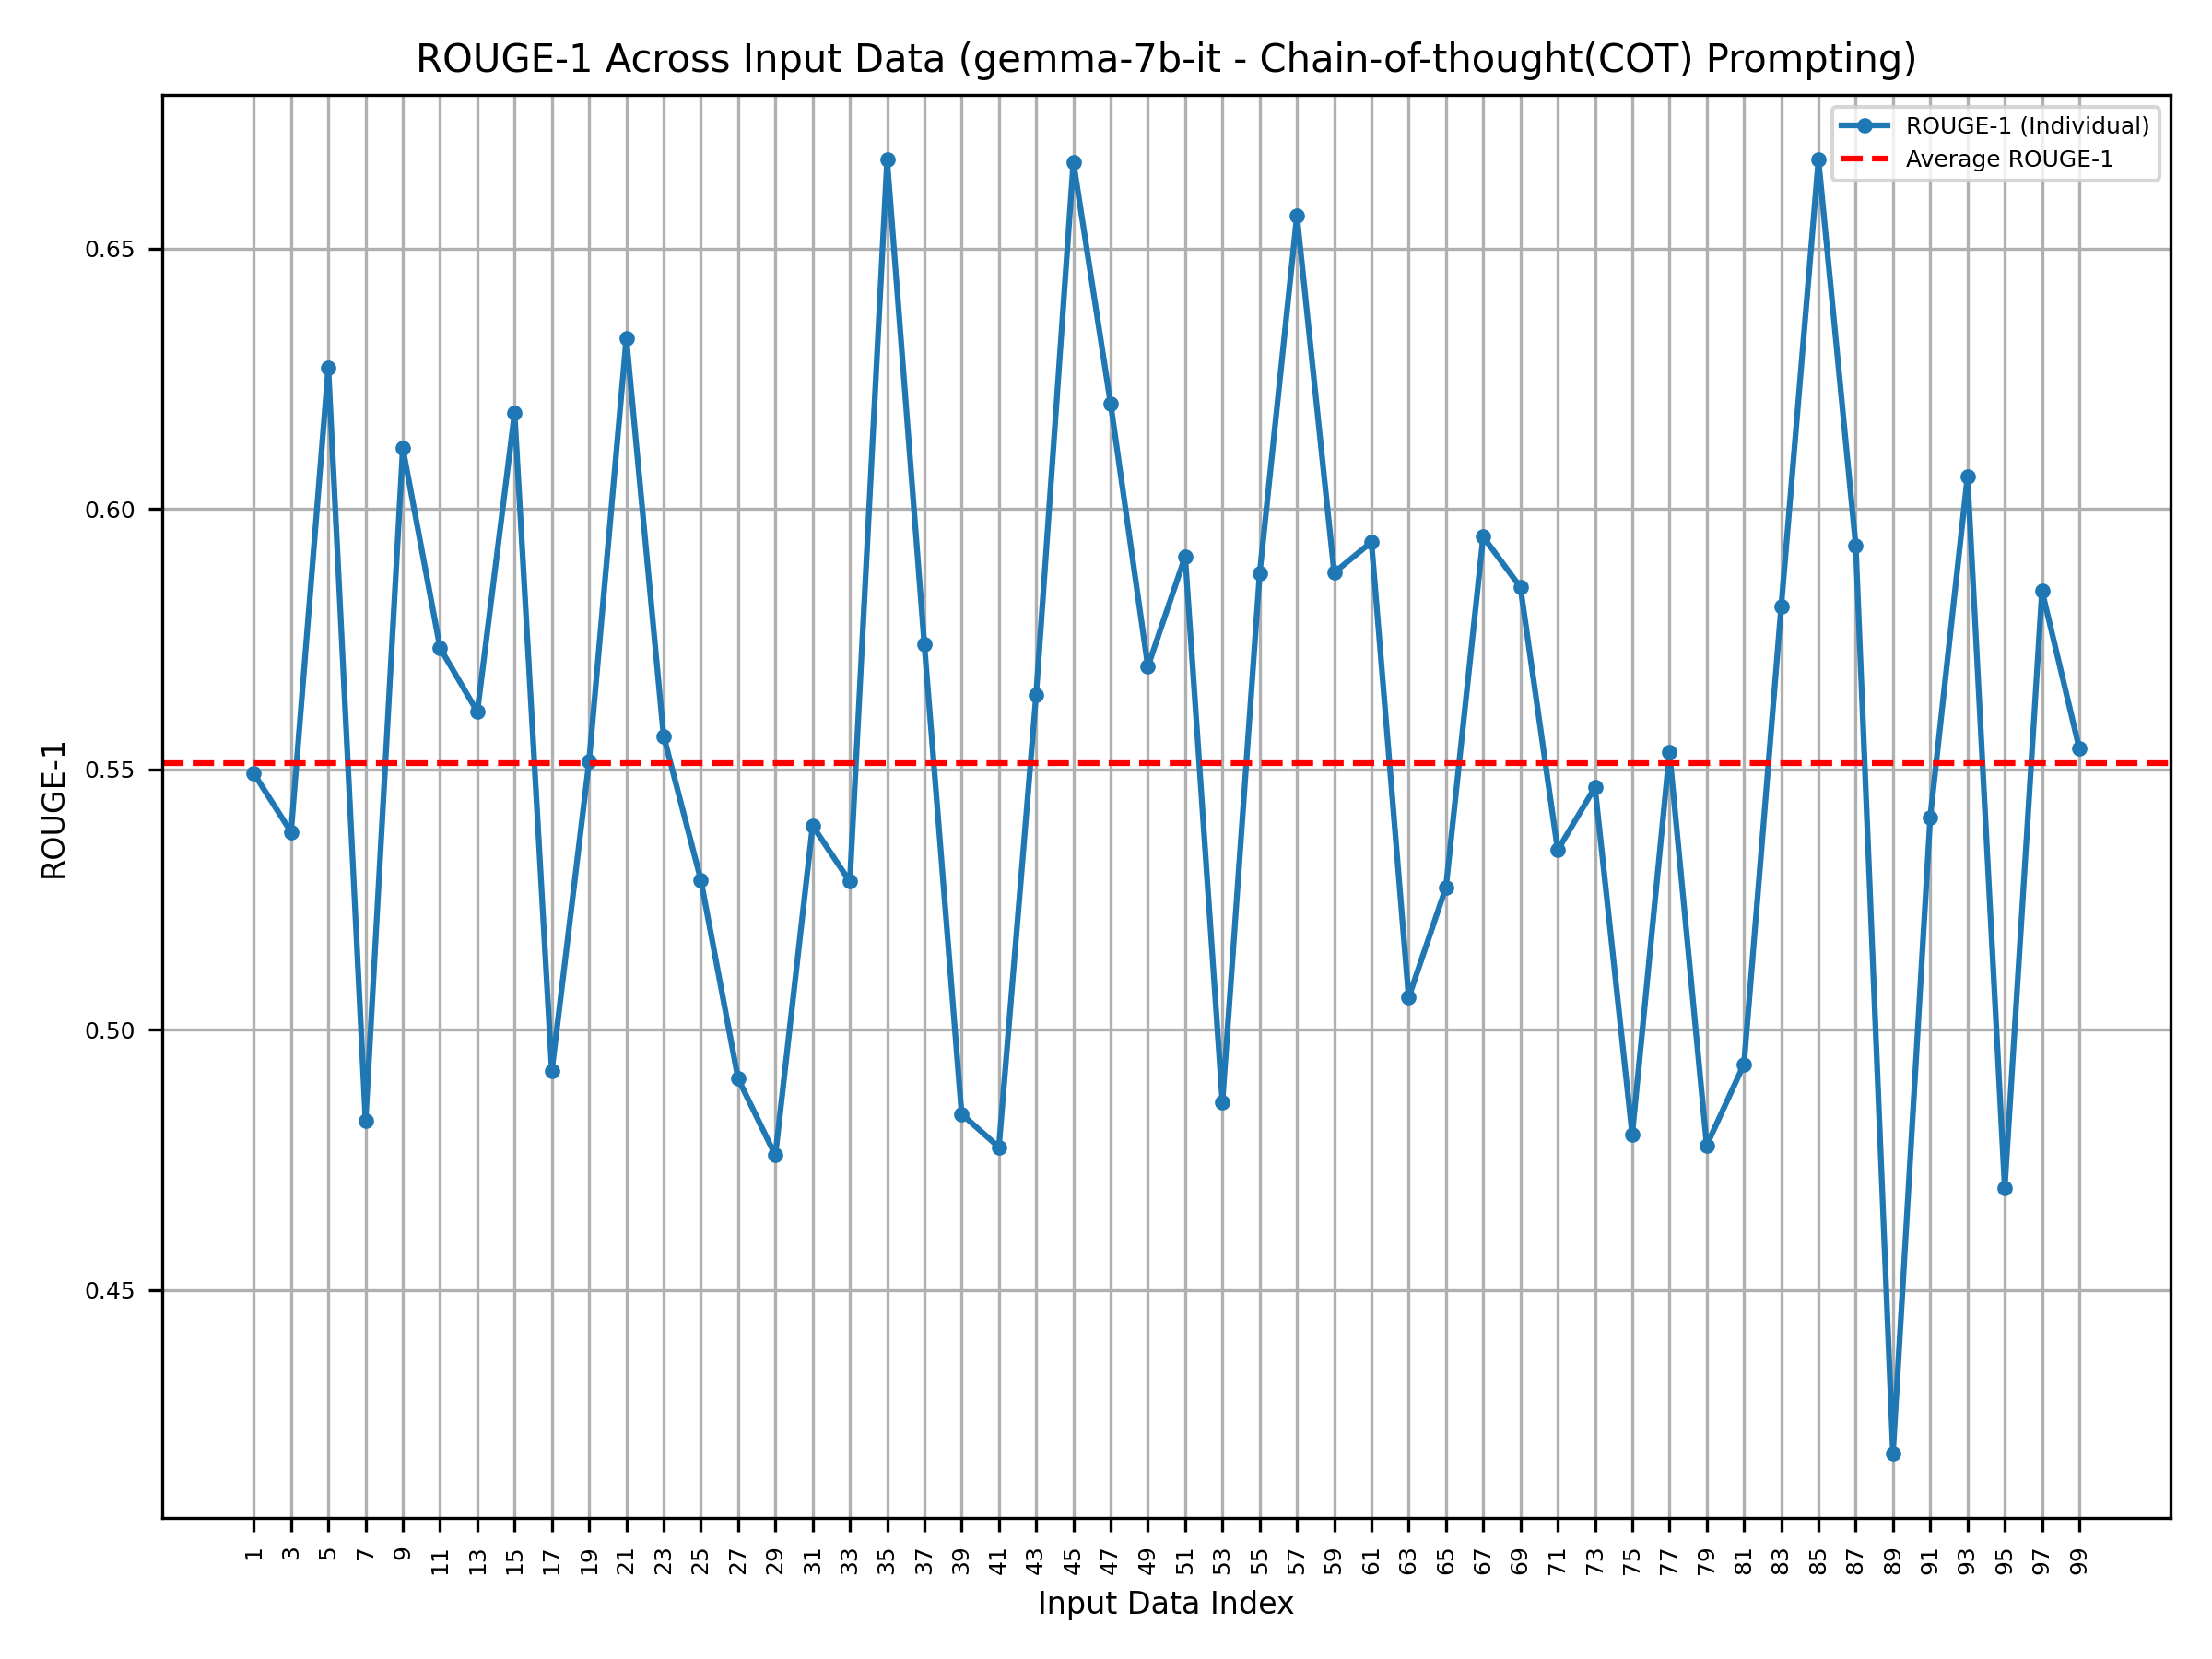 ROUGE-1 Across Input Data (gemma-7b-it - Chain-of-thought(COT) Prompting)
ROUGE-1 (Individual)
Average ROUGE-1
0.65
0.60
0.55
0.50
0.45
ROUGE-1
1 3 5 7 9 11 13 15 17 19 21 23 25 27 29 31 33 35 37 39 41 43 45 47 49 51 53 55 57 59 61 63 65 67 69 71 73 75 77 79 81 83 85 87 89 91 93 95 97 99
Input Data Index